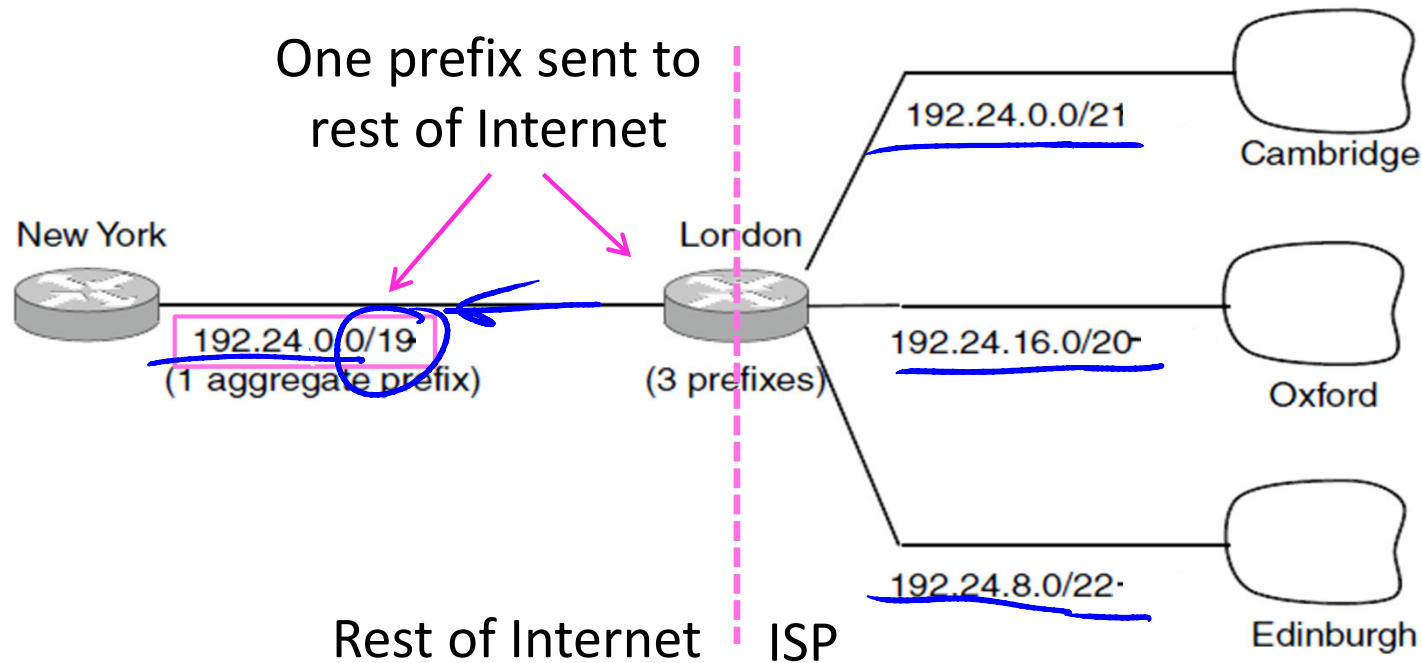 One prefix sent to
rest of Internet
New York
London
192.24.0.0/19
(1 aggregate prefix)
(3 prefixes)
192.24.0.0/21
Cambridge
192.24.16.0/20
Oxford
192.24.8.0/22
Edinburgh
Rest of Internet
ISP